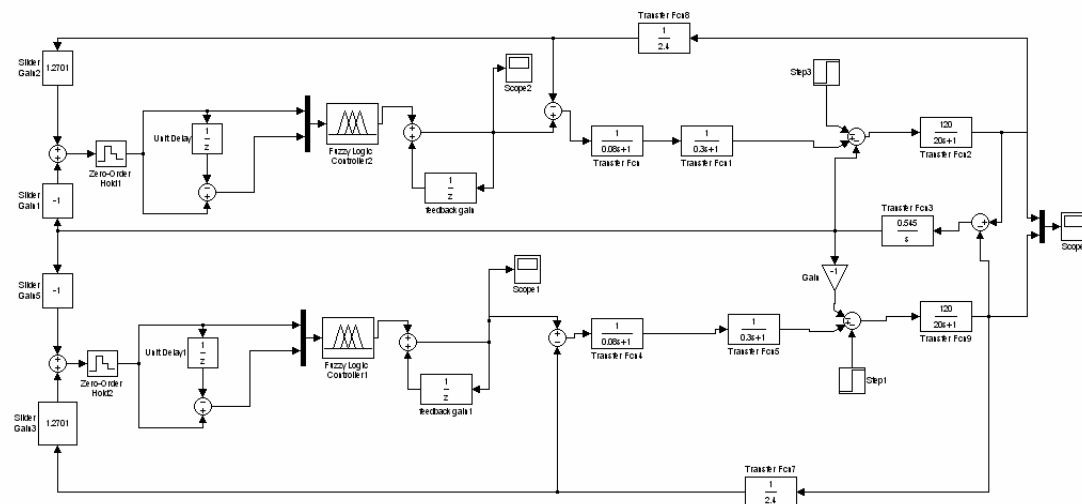 Transfer Fcn8
1
2.4
Slider
Gain2
1.2701
Step3
Scope2
Unit Delay
1
z
Fuzzy Logic
Controller2
Zero-Order
Hold1
1
0.08s+1
Transfer Fcn
1
0.3s+1
Transfer Fcn1
120
20s+1
Transfer Fcn2
Slider
Gain1
-1
1
z
feedback gain
Transfer Fcn3
0.545
s
Scope
Slider
Gain5
-1
Scope1
Gain
-1
Unit Delay1
1
z
Fuzzy Logic
Controller1
Zero-Order
Hold2
1
0.08s+1
Transfer Fcn4
1
0.3s+1
Transfer Fcn5
120
20s+1
Transfer Fcn9
Slider
Gain3
1.2701
1
z
feedback gain1
Step1
Transfer Fcn7
1
2.4